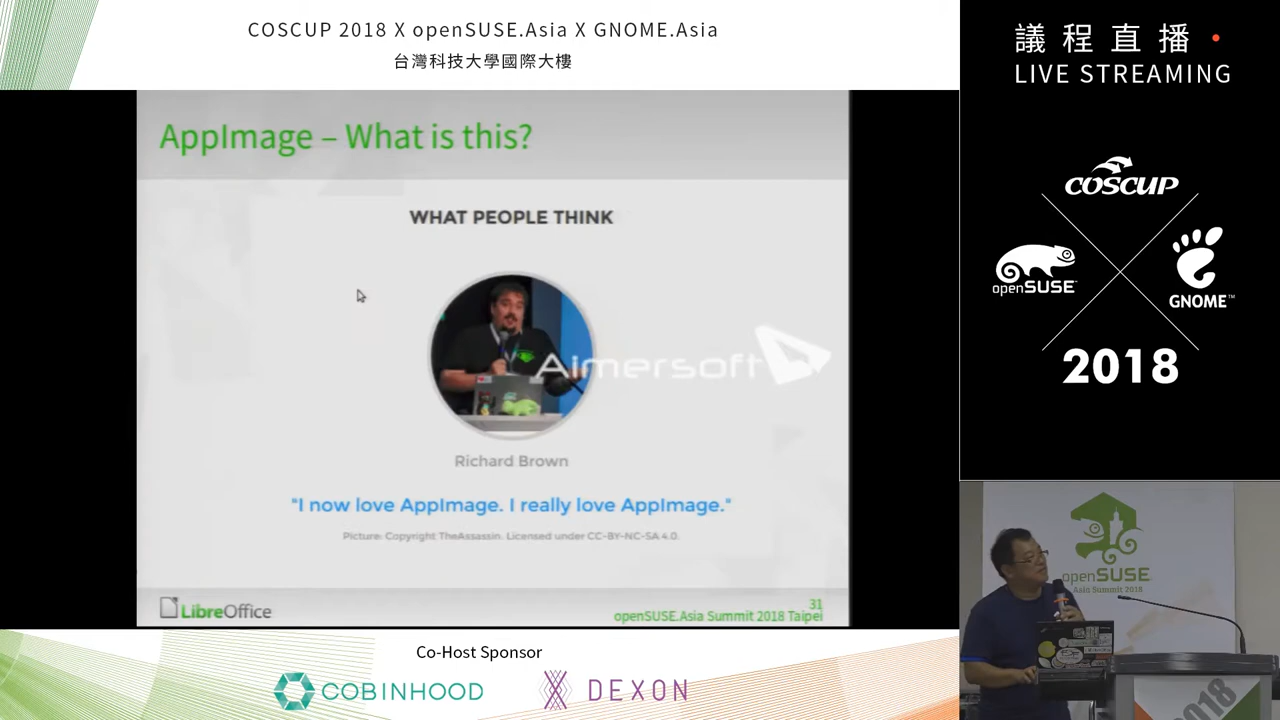 COSCUP 2018 X openSUSE.Asia X GNOME.Asia
台灣科技大學國際大樓
議程直播
LIVE STREAMING
AppImage – What is this?
WHAT PEOPLE THINK
Aimersoft
Richard Brown
"I now love AppImage. I really love AppImage."
Picture: Copyright TheAssassin. Licensed under CC-BY-NC-SA 4.0.
LibreOffice
31
openSUSE.Asia Summit 2018 Taipei
COSCUP
openSUSE
GNOME™
2018
openSUSE
Asia Summit 2018
2018
Co-Host Sponsor
COBINHOOD
DEXON